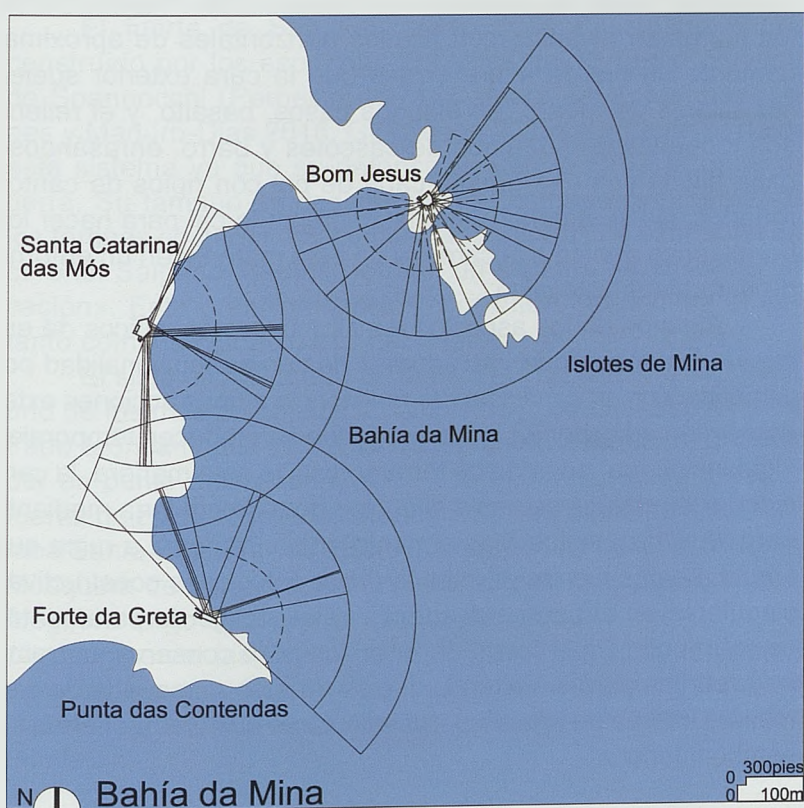 Bom Jesus
Santa Catarina
das Mós
Islotes de Mina
Bahía da Mina
Forte da Greta
Punta das Contendas
N
Bahía da Mina
0 300pies
0 100m